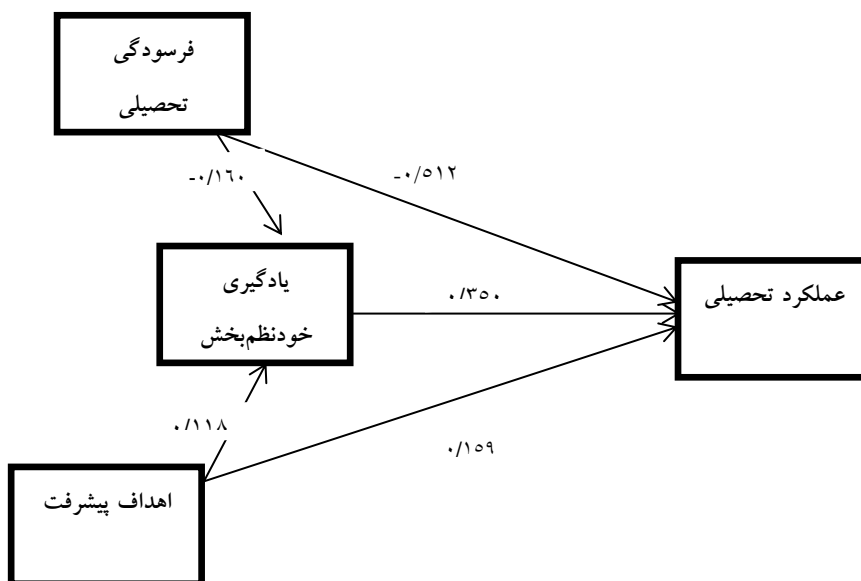 فرسودگی
تحصیلی
-۰/۵۱۲
-۰/۱۶۰
یادگیری
خودنظم‌بخش
۰/۳۵۰
عملکرد تحصیلی
۰/۱۱۸
۰/۱۵۹
اهداف پیشرفت